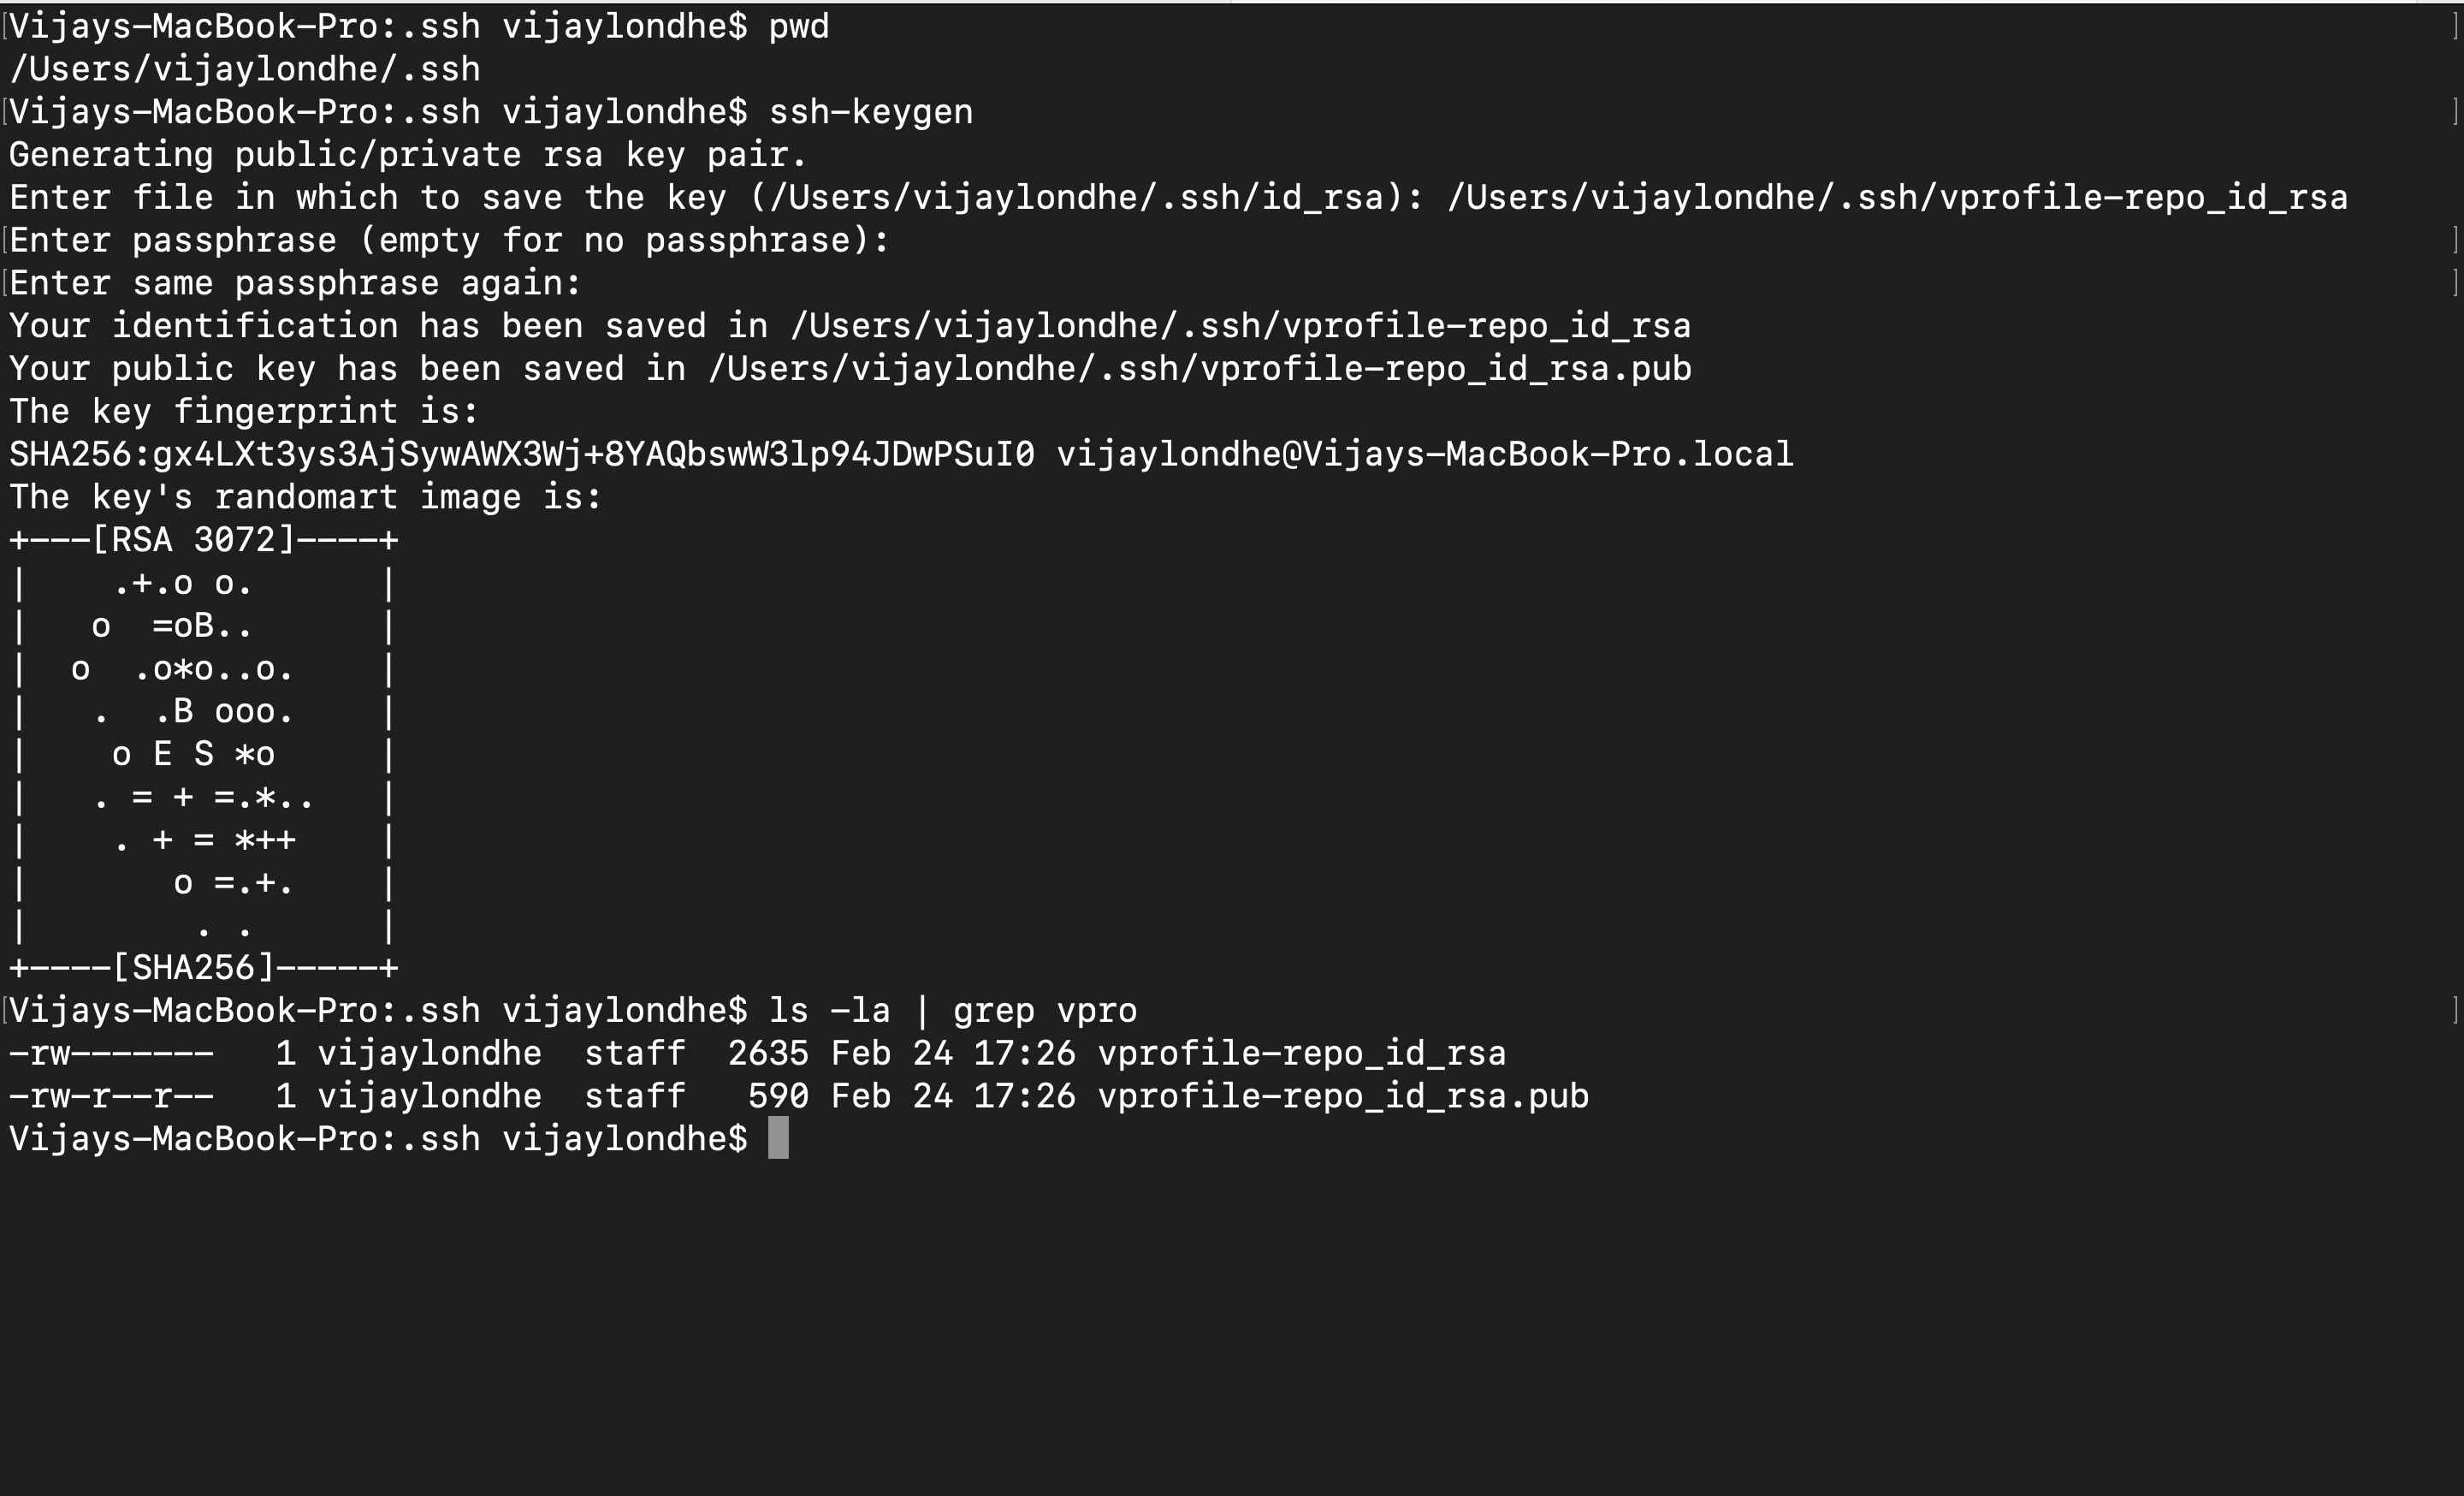 Vijays-MacBook-Pro:.ssh vijaylondhe$ pwd
/Users/vijaylondhe/.ssh
Vijays-MacBook-Pro:.ssh vijaylondhe$ ssh-keygen
Generating public/private rsa key pair.
Enter file in which to save the key (/Users/vijaylondhe/.ssh/id_rsa): /Users/vijaylondhe/.ssh/vprofile-repo_id_rsa
Enter passphrase (empty for no passphrase):
Enter same passphrase again:
Your identification has been saved in /Users/vijaylondhe/.ssh/vprofile-repo_id_rsa
Your public key has been saved in /Users/vijaylondhe/.ssh/vprofile-repo_id_rsa.pub
The key fingerprint is:
SHA256:gx4LXt3ys3AjSywAWX3Wj+8YAQbswW3lp94JDwPSuI0 vijaylondhe@Vijays-MacBook-Pro.local
The key's randomart image is:
+---[RSA 3072]----+
|    .+.o o.      |
|   o  =oB..      |
|  o  .o*o..o.    |
|   .  .B ooo.    |
|    o E S *o     |
|   . = + =.*..   |
|    . + = *++    |
|       o =.+.    |
|        . .      |
+----[SHA256]-----+
Vijays-MacBook-Pro:.ssh vijaylondhe$ ls -la | grep vpro
-rw-------   1 vijaylondhe  staff  2635 Feb 24 17:26 vprofile-repo_id_rsa
-rw-r--r--   1 vijaylondhe  staff   590 Feb 24 17:26 vprofile-repo_id_rsa.pub
Vijays-MacBook-Pro:.ssh vijaylondhe$